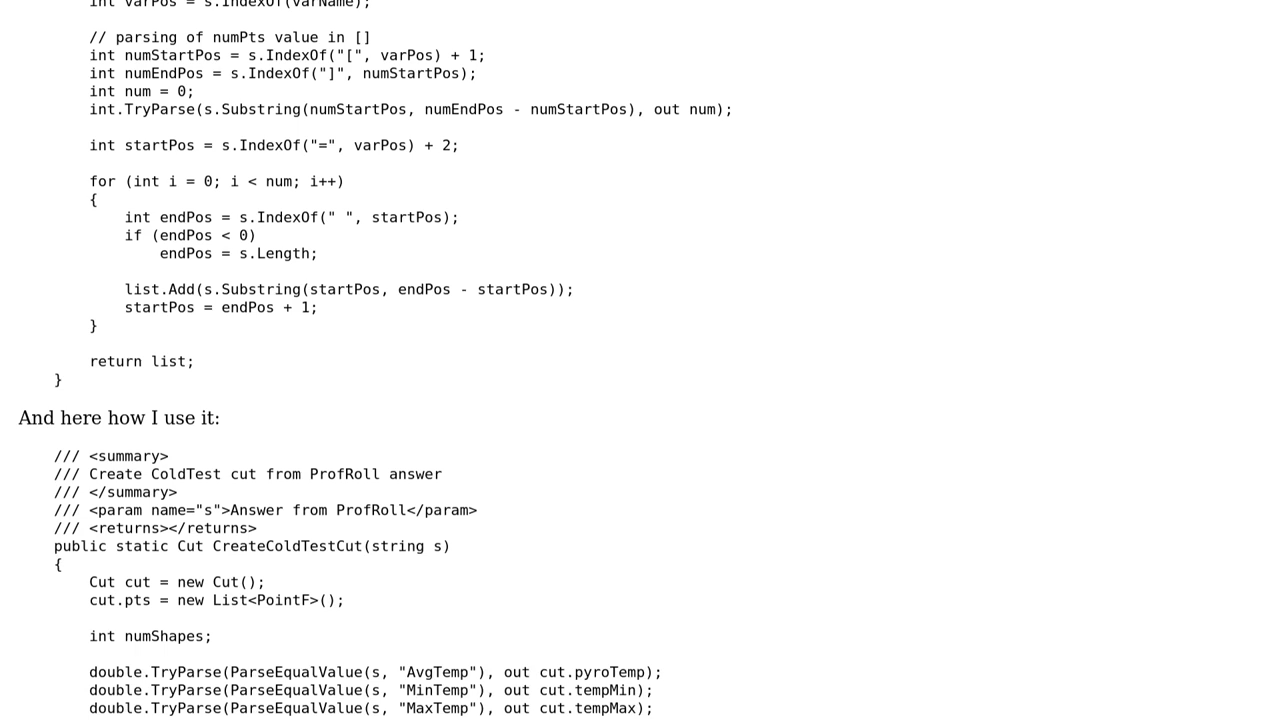 int varPos = s.IndexOf(varName);
// parsing of numPts value in []
int numStartPos = s.IndexOf("[", varPos) + 1;
int numEndPos = s.IndexOf("]", numStartPos);
int num = 0;
int.TryParse(s.Substring(numStartPos, numEndPos - numStartPos), out num);
int startPos = s.IndexOf("=", varPos) + 2;
for (int i = 0; i < num; i++)
{
int endPos = s.IndexOf(" ", startPos);
if (endPos < 0)
endPos = s.Length;
list.Add(s.Substring(startPos, endPos - startPos));
startPos = endPos + 1;
}
return list;
}
And here how I use it:
/// <summary>
/// Create ColdTest cut from ProfRoll answer
/// </summary>
/// <param name="s">Answer from ProfRoll</param>
/// <returns></returns>
public static Cut CreateColdTestCut(string s)
{
Cut cut = new Cut();
cut.pts = new List<PointF>();
int numShapes;
double.TryParse(ParseEqualValue(s, "AvgTemp"), out cut.pyroTemp);
double.TryParse(ParseEqualValue(s, "MinTemp"), out cut.tempMin);
double.TryParse(ParseEqualValue(s, "MaxTemp"), out cut.tempMax);